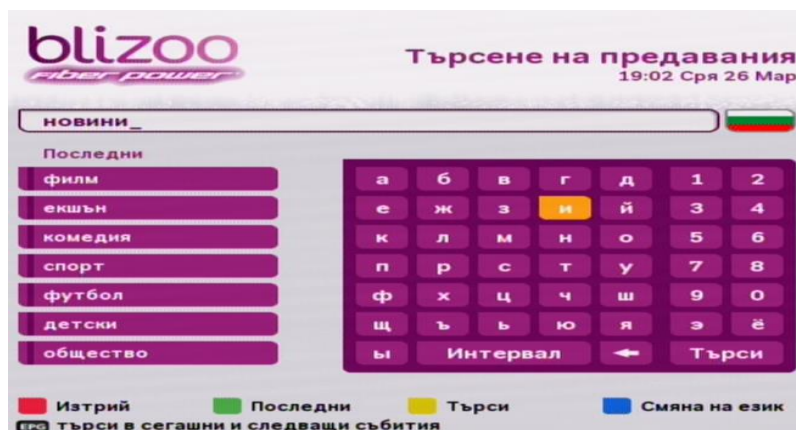 blizoo
Fiber power
Търсене на предавания
19:02 Сря 26 Мар
новини_
Последни
филм
екшън
комедия
спорт
футбол
детски
общество
а б в г д 1 2
е ж з и й 3 4
к л м н о 5 6
п р с т у 7 8
ф х ц ч ш 9 0
щ ъ ь ю я э ё
ы Интервал Търси
Изтрий Последни Търси Смяна на език
EPG търси в сегашни и следващи събития